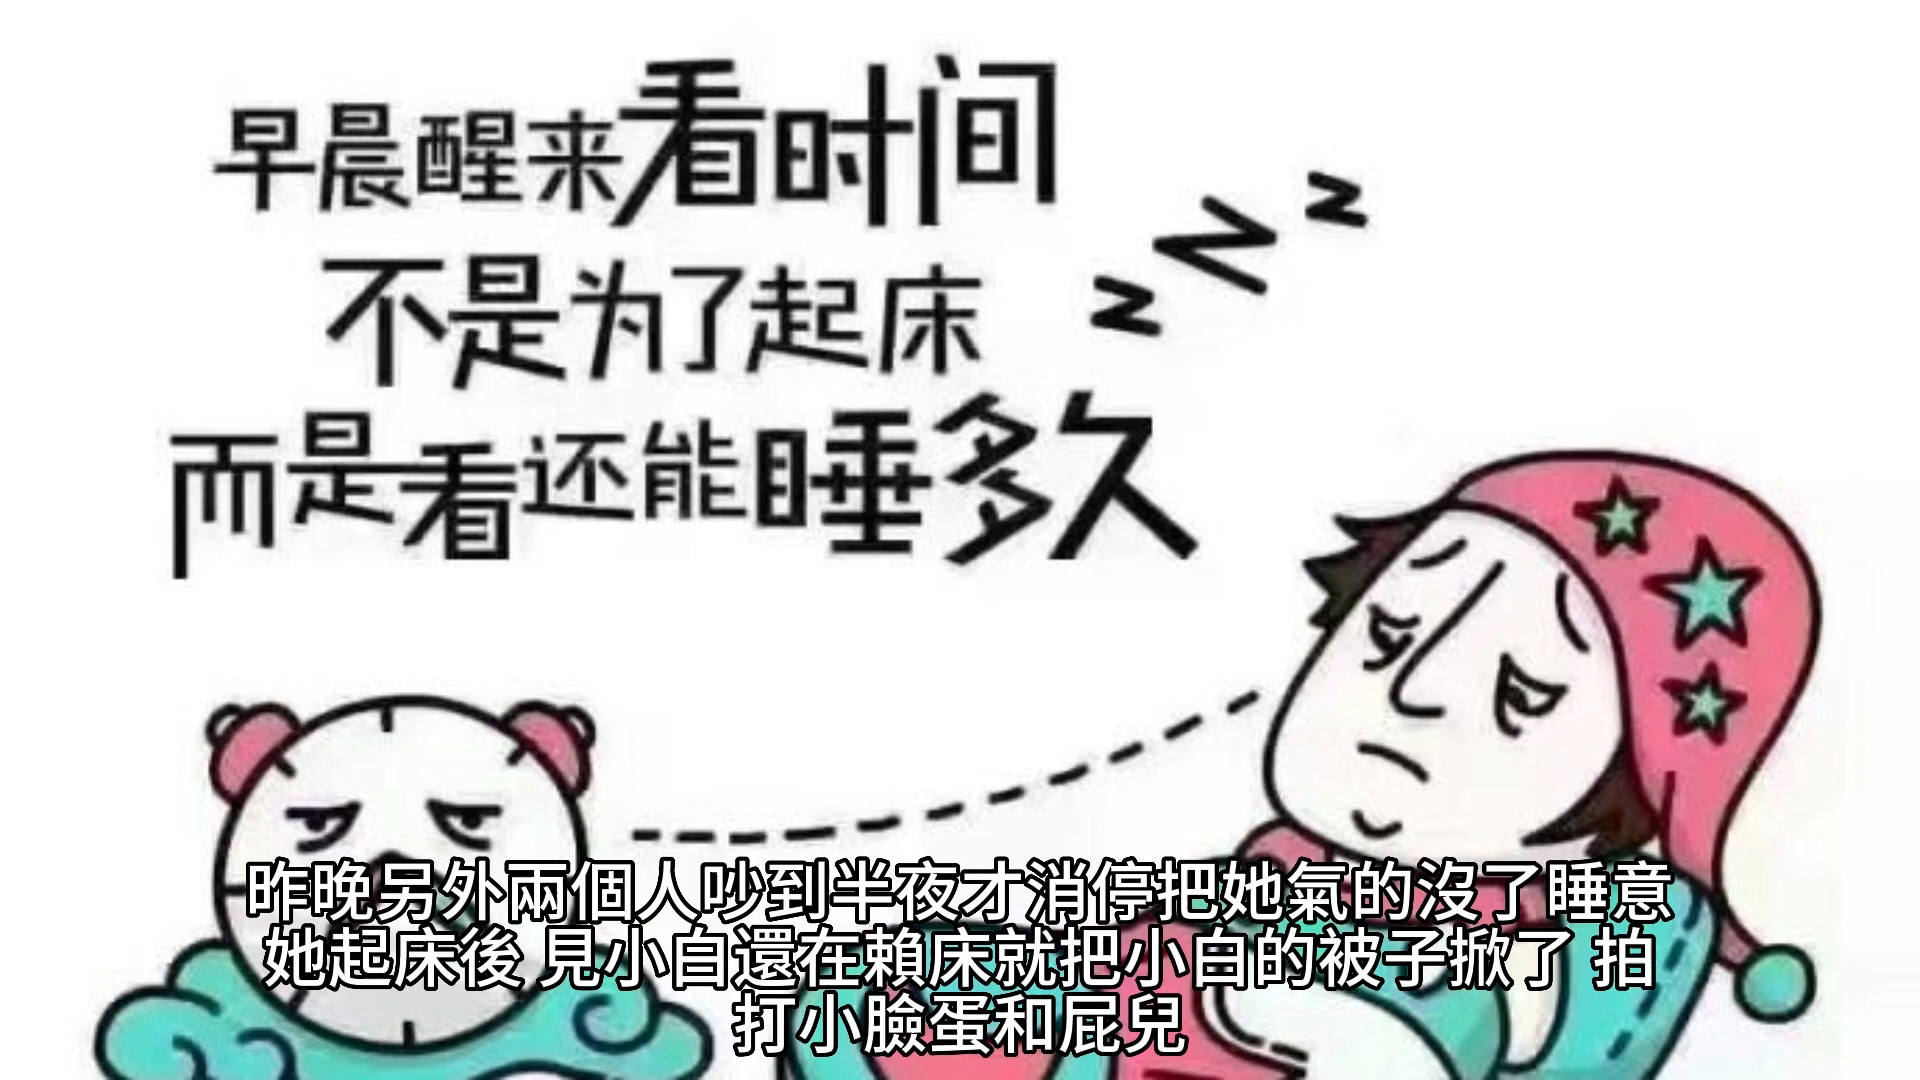 早晨醒来看时间
不是为了起床
而是看还能睡多久
z
Z
z
昨晚另外兩個人吵到半夜才消停把她氣的沒了睡意
她起床後 見小白還在賴床就把小白的被子掀了 拍
打小臉蛋和屁兒